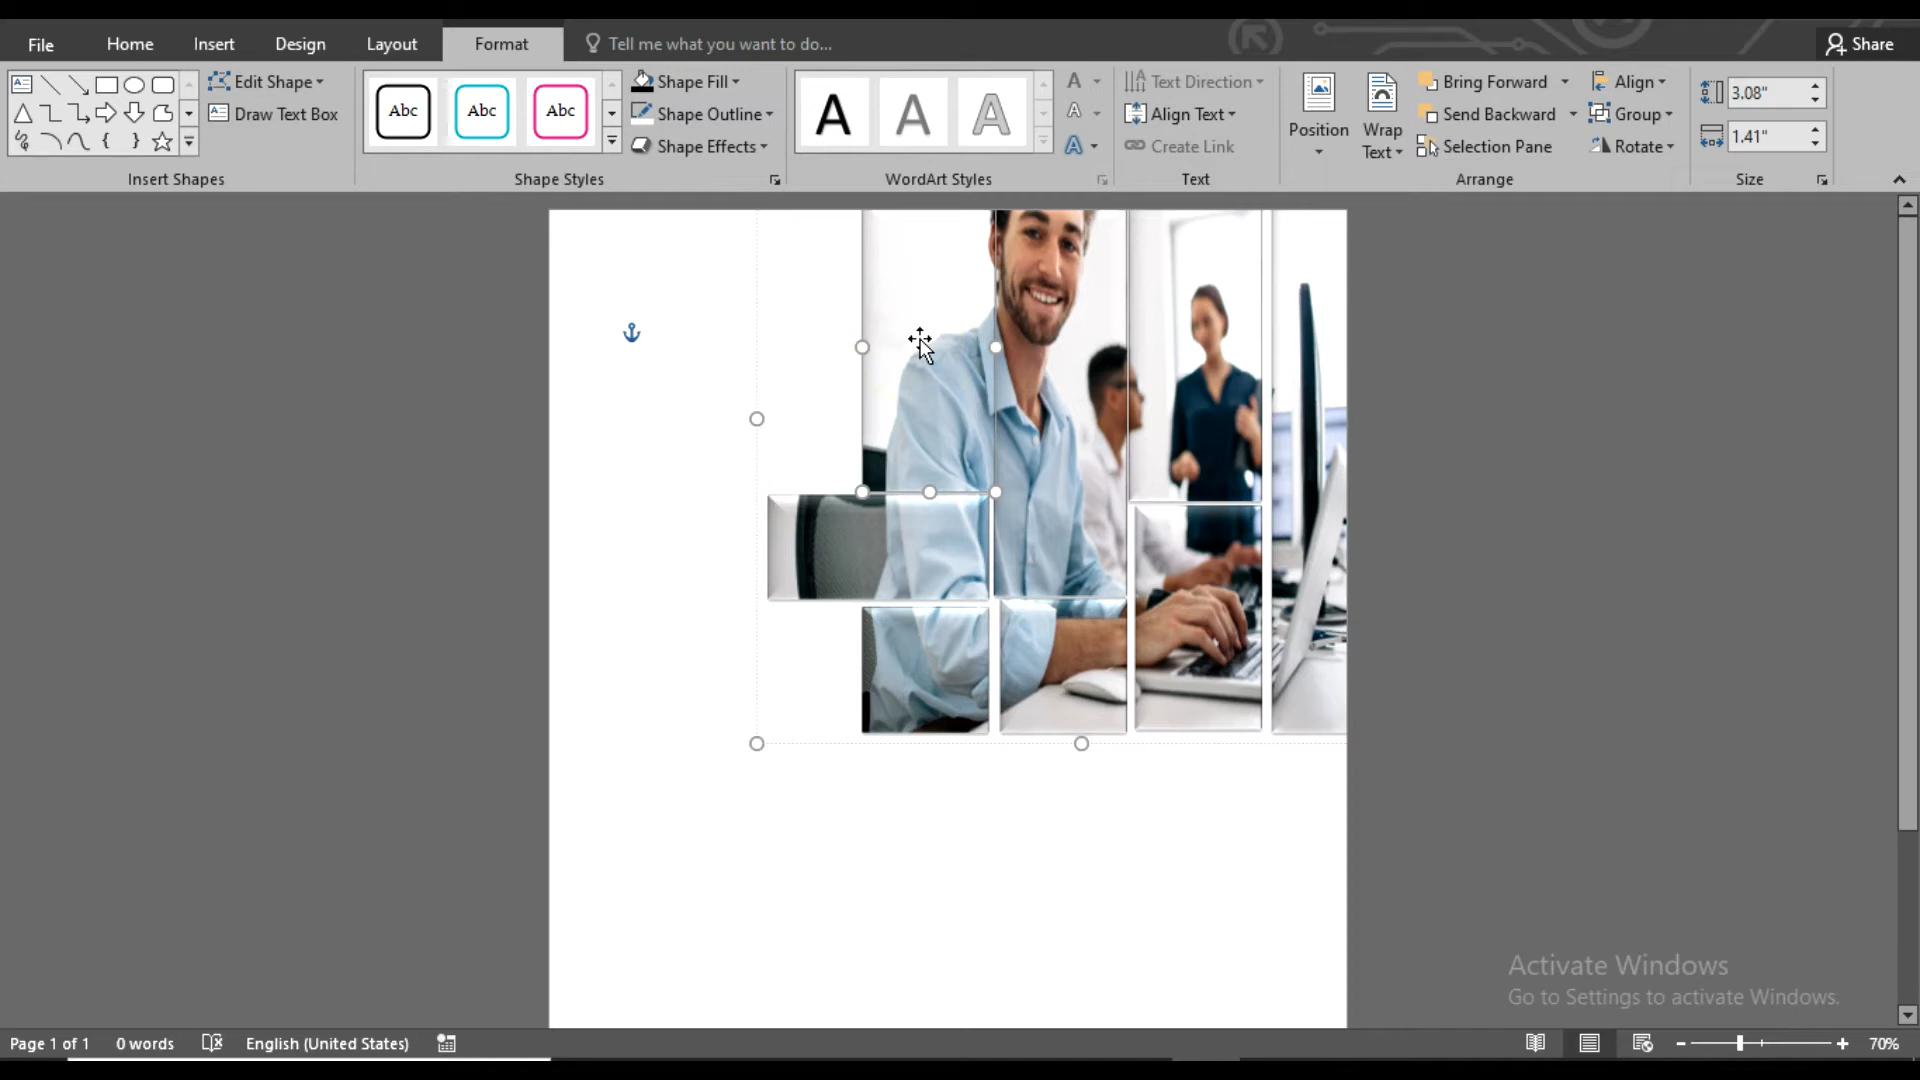 File Home Insert Design Layout Format Tell me what you want to do... Share
Edit Shape Abc Abc Abc Shape Fill A A A A Text Direction Position Wrap Text Bring Forward Align 3.08"
Draw Text Box Shape Outline A Align Text Send Backward Group
Shape Effects A Create Link Selection Pane Rotate 1.41"
Insert Shapes Shape Styles WordArt Styles Text Arrange Size
Activate Windows
Go to Settings to activate Windows.
Page 1 of 1 0 words English (United States) 70%